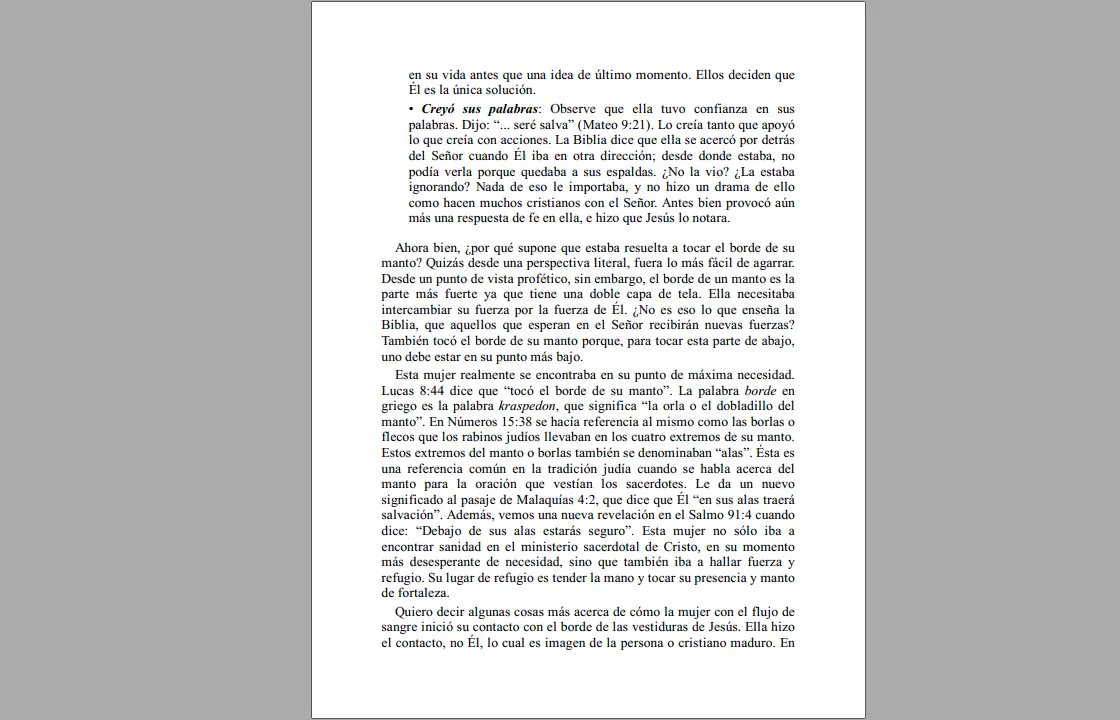 en su vida antes que una idea de último momento. Ellos deciden que
Él es la única solución.
• Creyó sus palabras: Observe que ella tuvo confianza en sus
palabras. Dijo: “... seré salva” (Mateo 9:21). Lo creía tanto que apoyó
lo que creía con acciones. La Biblia dice que ella se acercó por detrás
del Señor cuando Él iba en otra dirección; desde donde estaba, no
podía verla porque quedaba a sus espaldas. ¿No la vio? ¿La estaba
ignorando? Nada de eso le importaba, y no hizo un drama de ello
como hacen muchos cristianos con el Señor. Antes bien provocó aún
más una respuesta de fe en ella, e hizo que Jesús lo notara.
Ahora bien, ¿por qué supone que estaba resuelta a tocar el borde de su
manto? Quizás desde una perspectiva literal, fuera lo más fácil de agarrar.
Desde un punto de vista profético, sin embargo, el borde de un manto es la
parte más fuerte ya que tiene una doble capa de tela. Ella necesitaba
intercambiar su fuerza por la fuerza de Él. ¿No es eso lo que enseña la
Biblia, que aquellos que esperan en el Señor recibirán nuevas fuerzas?
También tocó el borde de su manto porque, para tocar esta parte de abajo,
uno debe estar en su punto más bajo.
Esta mujer realmente se encontraba en su punto de máxima necesidad.
Lucas 8:44 dice que “tocó el borde de su manto”. La palabra borde en
griego es la palabra kraspedon, que significa “la orla o el dobladillo del
manto”. En Números 15:38 se hacía referencia al mismo como las borlas o
flecos que los rabinos judíos llevaban en los cuatro extremos de su manto.
Estos extremos del manto o borlas también se denominaban “alas”. Ésta es
una referencia común en la tradición judía cuando se habla acerca del
manto para la oración que vestían los sacerdotes. Le da un nuevo
significado al pasaje de Malaquías 4:2, que dice que Él “en sus alas traerá
salvación”. Además, vemos una nueva revelación en el Salmo 91:4 cuando
dice: “Debajo de sus alas estarás seguro”. Esta mujer no sólo iba a
encontrar sanidad en el ministerio sacerdotal de Cristo, en su momento
más desesperante de necesidad, sino que también iba a hallar fuerza y
refugio. Su lugar de refugio es tender la mano y tocar su presencia y manto
de fortaleza.
Quiero decir algunas cosas más acerca de cómo la mujer con el flujo de
sangre inició su contacto con el borde de las vestiduras de Jesús. Ella hizo
el contacto, no Él, lo cual es imagen de la persona o cristiano maduro. En